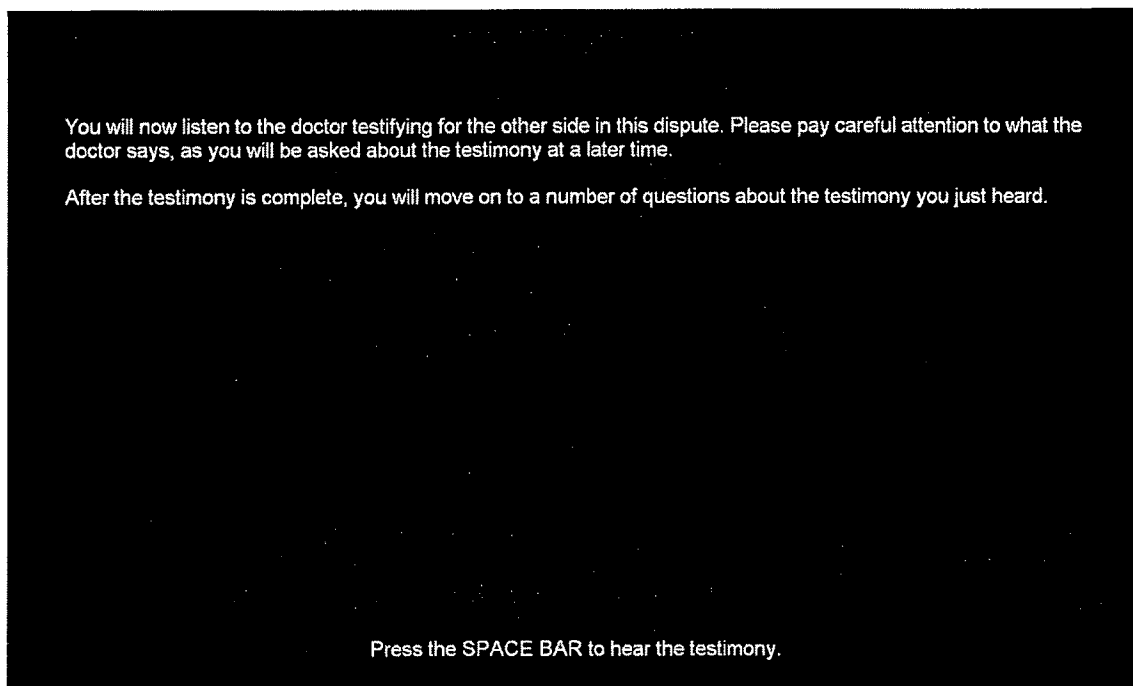 You will now listen to the doctor testifying for the other side in this dispute. Please pay careful attention to what the
doctor says, as you will be asked about the testimony at a later time.
After the testimony is complete, you will move on to a number of questions about the testimony you just heard.
Press the SPACE BAR to hear the testimony.